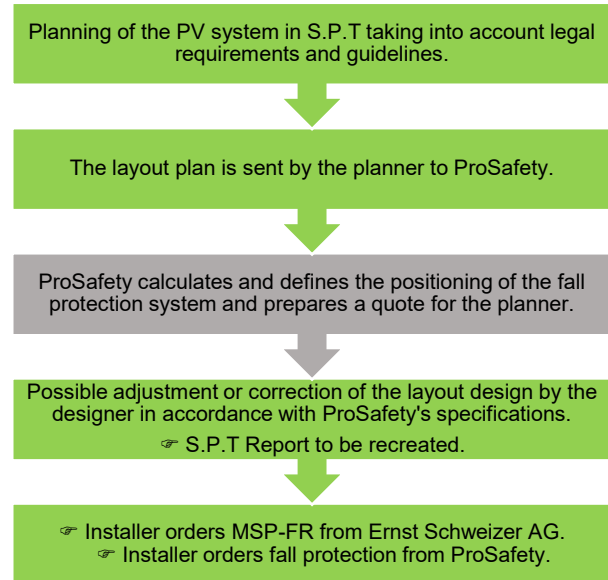 Planning of the PV system in S.P.T taking into account legal
requirements and guidelines.
The layout plan is sent by the planner to ProSafety.
ProSafety calculates and defines the positioning of the fall
protection system and prepares a quote for the planner.
Possible adjustment or correction of the layout design by the
designer in accordance with ProSafety's specifications.
☞ S.P.T Report to be recreated.
☞ Installer orders MSP-FR from Ernst Schweizer AG.
☞ Installer orders fall protection from ProSafety.